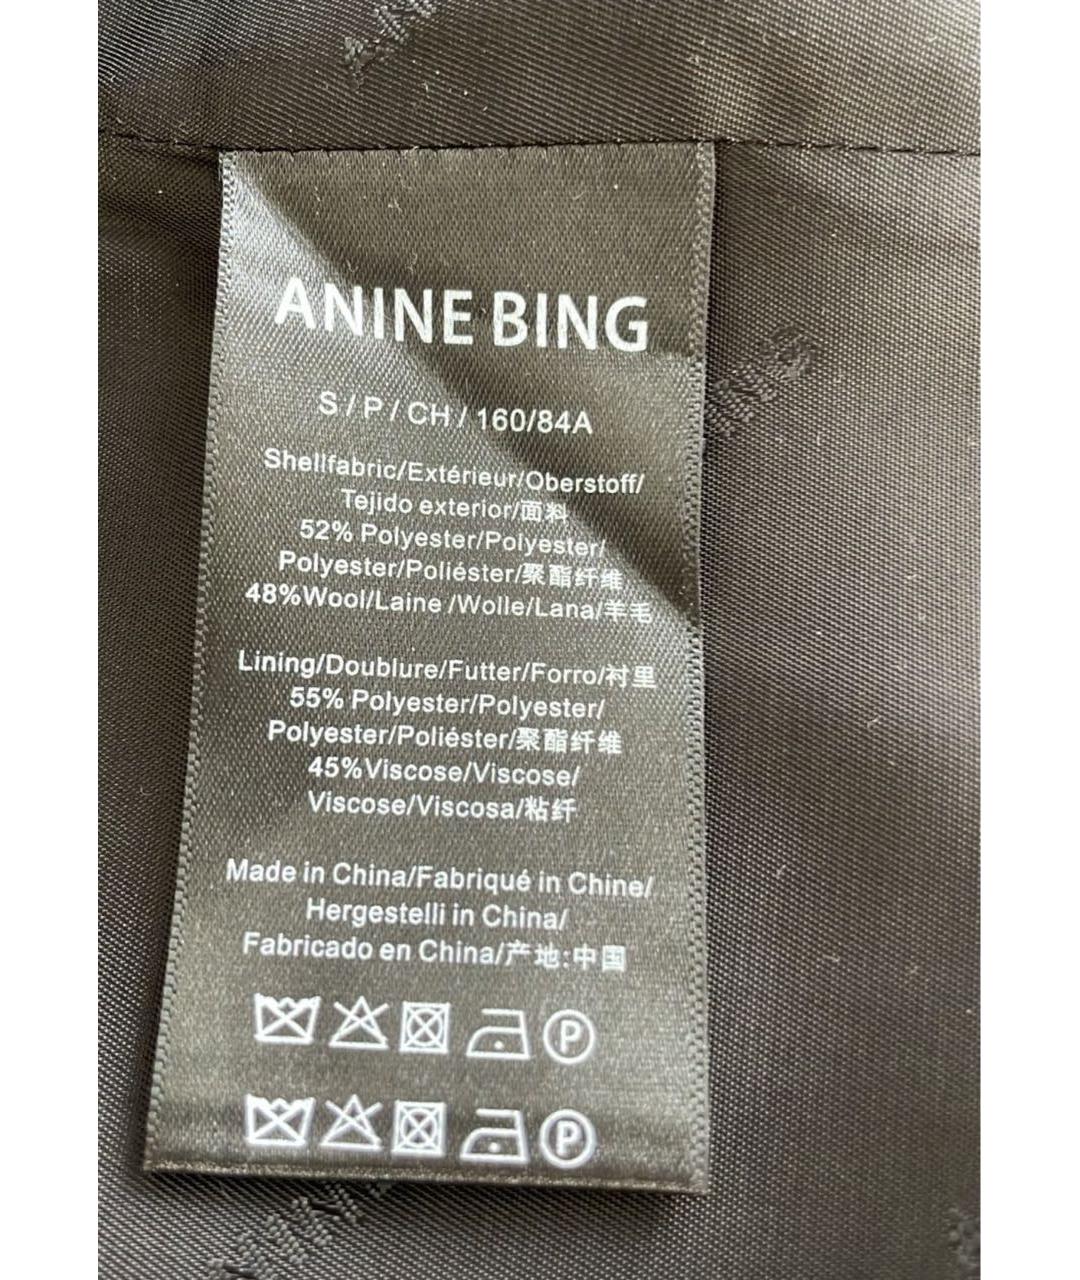 ANINE BING
S / P / CH / 160/84A
Shellfabric/Extérieur/Oberstoff/
Tejido exterior/面料
52% Polyester/Polyester/
Polyester/Poliéster/聚酯纤维
48%Wool/Laine /Wolle/Lana/羊毛
Lining/Doublure/Futter/Forro/衬里
55% Polyester/Polyester/
Polyester/Poliéster/聚酯纤维
45%Viscose/Viscose/
Viscose/Viscosa/粘纤
Made in China/Fabriqué in Chine/
Hergestelli in China/
Fabricado en China/产地:中国
P
P